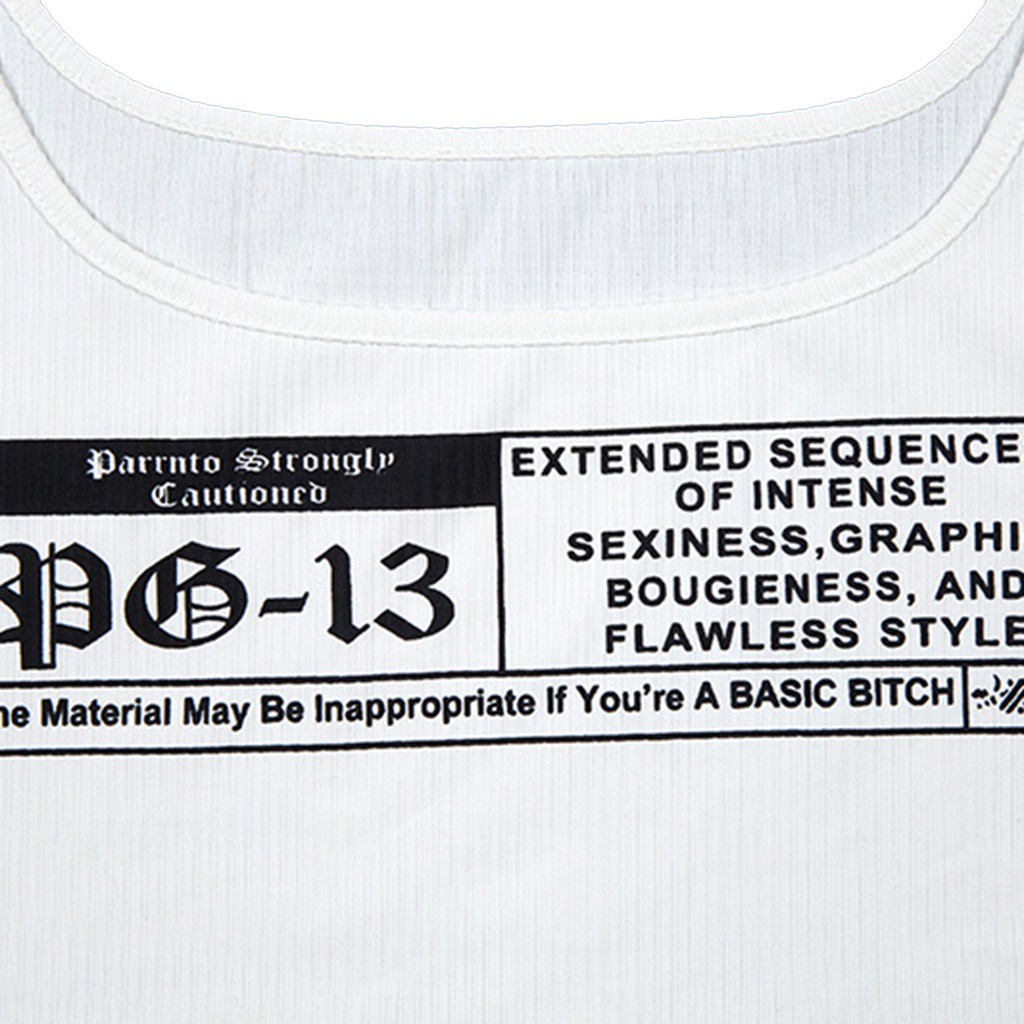 Parrnto Strongly
Cautioned
PG-13
EXTENDED SEQUENCE
OF INTENSE
SEXINESS,GRAPHI
BOUGIENESS, AND
FLAWLESS STYLE
ne Material May Be Inappropriate If You're A BASIC BITCH